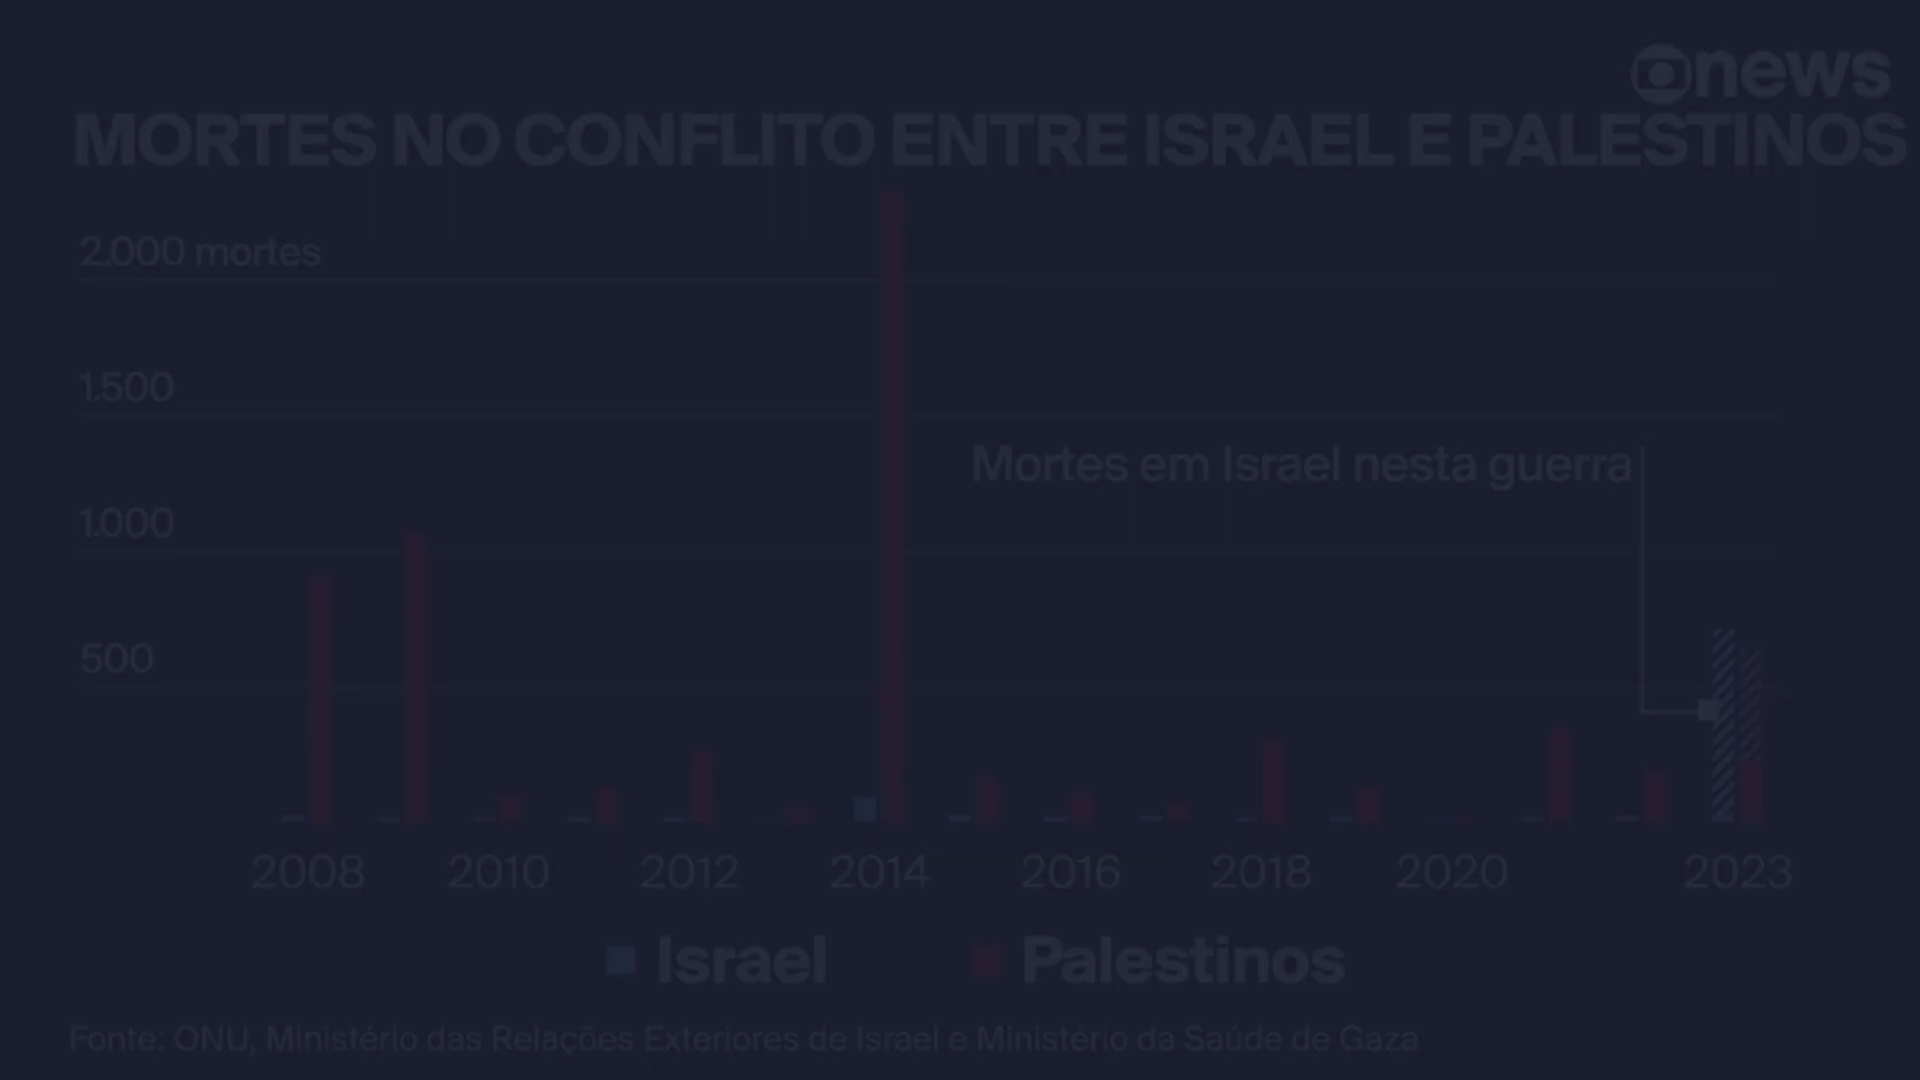 news
MORTES NO CONFLITO ENTRE ISRAEL E PALESTINOS
2.000 mortes
1.500
Mortes em Israel nesta guerra
1.000
500
2008 2010 2012 2014 2016 2018 2020 2023
Israel Palestinos
Fonte: ONU, Ministério das Relações Exteriores de Israel e Ministério da Saúde de Gaza